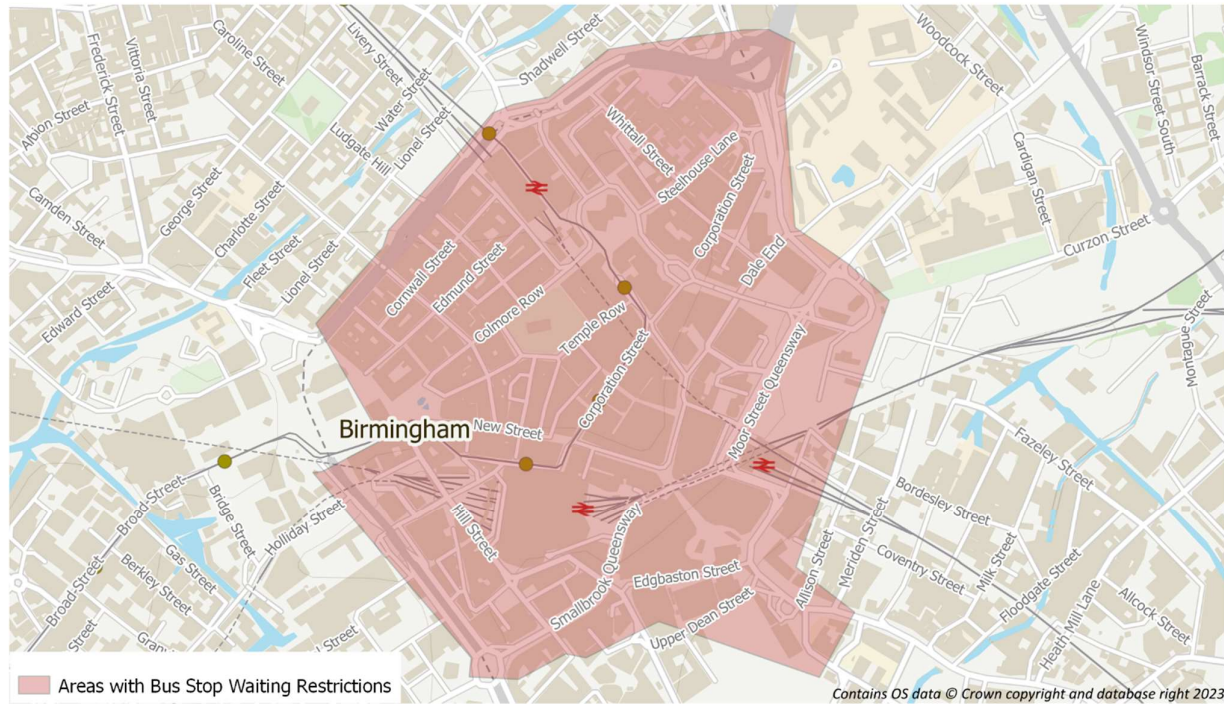 Shadwell Street
Woodcock Street
Windsor Street South
Barrack Street
Livery Street
Caroline Street
Vittoria Street
Frederick Street
Albion Street
Water Street
Lionel Street
Ludgate Hill
Whittall Street
Steelhouse Lane
Corporation Street
Cardigan Street
Curzon Street
Camden Street
George Street
Charlotte Street
Fleet Street
Lionel Street
Edward Street
Cornwall Street
Edmund Street
Colmore Row
Temple Row
Dale End
Corporation Street
Moor Street Queensway
Montague Street
Birmingham
New Street
Broad-Street
Bridge Street
Holliday Street
Hill Street
Smallbrook Queensway
Edgbaston Street
Upper Dean Street
Allison Street
Meriden Street
Coventry Street
Bordesley Street
Fazeley Street
Milk Street
Floodgate Street
Heath Mill Lane
Allcock Street
Gas Street
Berkley Street
Broad-Street
Street
Street
Areas with Bus Stop Waiting Restrictions
Contains OS data © Crown copyright and database right 2023